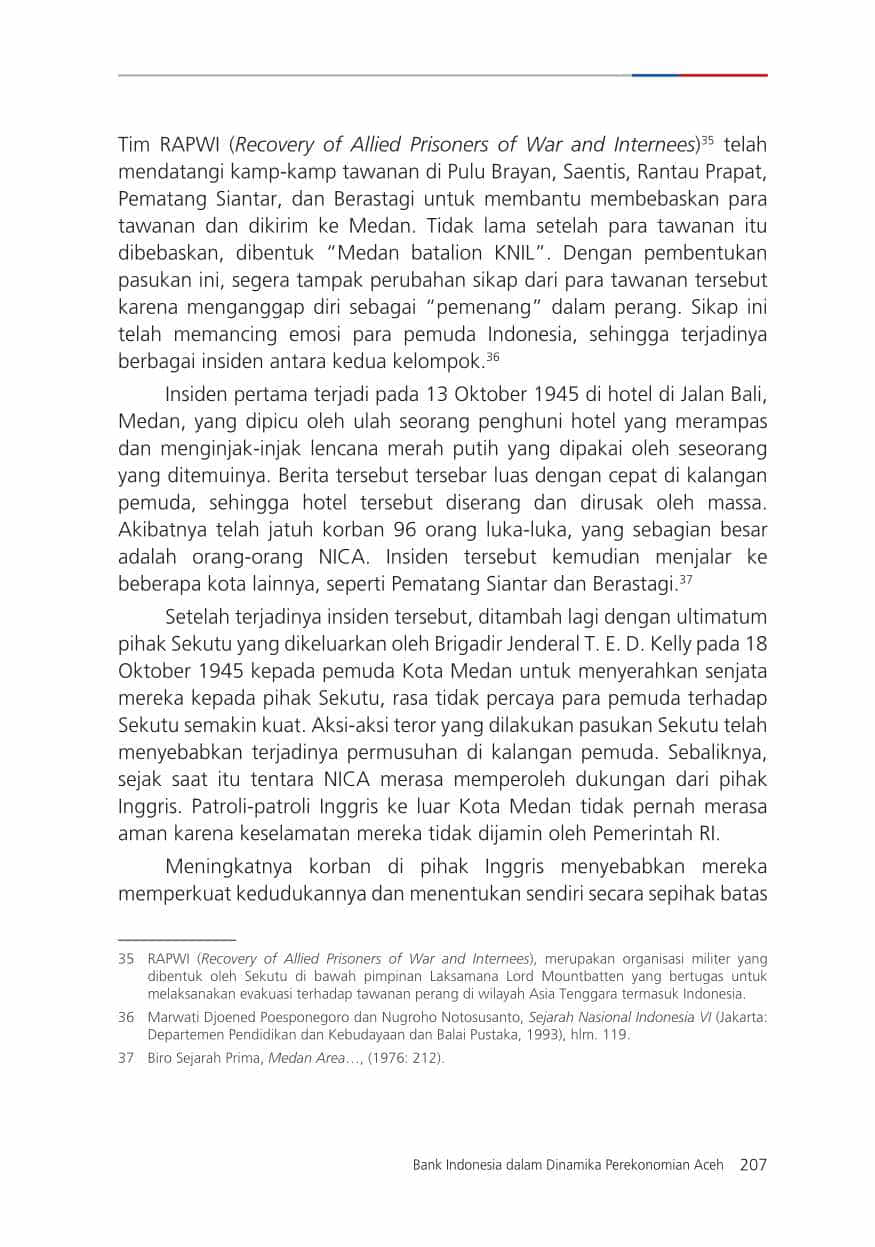 Tim RAPWI (Recovery of Allied Prisoners of War and Internees)35 telah
mendatangi kamp-kamp tawanan di Pulu Brayan, Saentis, Rantau Prapat,
Pematang Siantar, dan Berastagi untuk membantu membebaskan para
tawanan dan dikirim ke Medan. Tidak lama setelah para tawanan itu
dibebaskan, dibentuk “Medan batalion KNIL”. Dengan pembentukan
pasukan ini, segera tampak perubahan sikap dari para tawanan tersebut
karena menganggap diri sebagai “pemenang” dalam perang. Sikap ini
telah memancing emosi para pemuda Indonesia, sehingga terjadinya
berbagai insiden antara kedua kelompok.36
Insiden pertama terjadi pada 13 Oktober 1945 di hotel di Jalan Bali,
Medan, yang dipicu oleh ulah seorang penghuni hotel yang merampas
dan menginjak-injak lencana merah putih yang dipakai oleh seseorang
yang ditemuinya. Berita tersebut tersebar luas dengan cepat di kalangan
pemuda, sehingga hotel tersebut diserang dan dirusak oleh massa.
Akibatnya telah jatuh korban 96 orang luka-luka, yang sebagian besar
adalah orang-orang NICA. Insiden tersebut kemudian menjalar ke
beberapa kota lainnya, seperti Pematang Siantar dan Berastagi.37
Setelah terjadinya insiden tersebut, ditambah lagi dengan ultimatum
pihak Sekutu yang dikeluarkan oleh Brigadir Jenderal T. E. D. Kelly pada 18
Oktober 1945 kepada pemuda Kota Medan untuk menyerahkan senjata
mereka kepada pihak Sekutu, rasa tidak percaya para pemuda terhadap
Sekutu semakin kuat. Aksi-aksi teror yang dilakukan pasukan Sekutu telah
menyebabkan terjadinya permusuhan di kalangan pemuda. Sebaliknya,
sejak saat itu tentara NICA merasa memperoleh dukungan dari pihak
Inggris. Patroli-patroli Inggris ke luar Kota Medan tidak pernah merasa
aman karena keselamatan mereka tidak dijamin oleh Pemerintah RI.
Meningkatnya korban di pihak Inggris menyebabkan mereka
memperkuat kedudukannya dan menentukan sendiri secara sepihak batas
35 RAPWI (Recovery of Allied Prisoners of War and Internees), merupakan organisasi militer yang
dibentuk oleh Sekutu di bawah pimpinan Laksamana Lord Mountbatten yang bertugas untuk
melaksanakan evakuasi terhadap tawanan perang di wilayah Asia Tenggara termasuk Indonesia.
36 Marwati Djoened Poesponegoro dan Nugroho Notosusanto, Sejarah Nasional Indonesia VI (Jakarta:
Departemen Pendidikan dan Kebudayaan dan Balai Pustaka, 1993), hlm. 119.
37 Biro Sejarah Prima, Medan Area…, (1976: 212).
Bank Indonesia dalam Dinamika Perekonomian Aceh 207